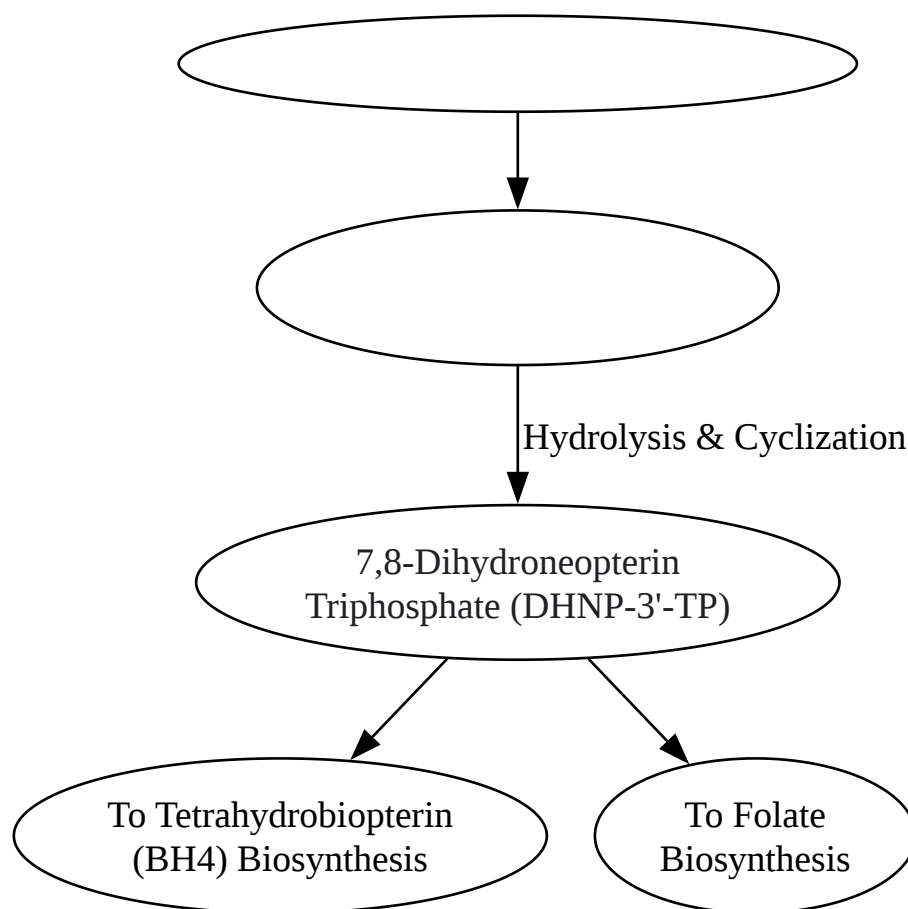 Hydrolysis & Cyclization
7,8-Dihydroneopterin
Triphosphate (DHNP-3'-TP)
To Tetrahydrobiopterin
(BH4) Biosynthesis
To Folate
Biosynthesis